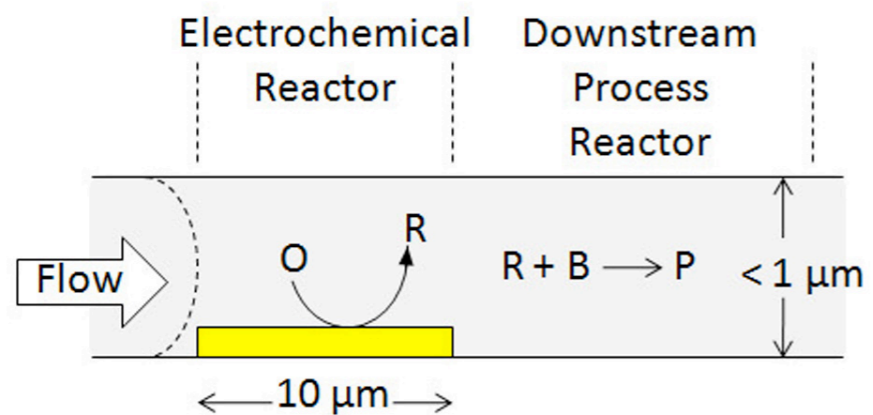 Electrochemical
Reactor
Downstream
Process
Reactor
Flow
O
R
R + B → P
< 1 μm
10 μm